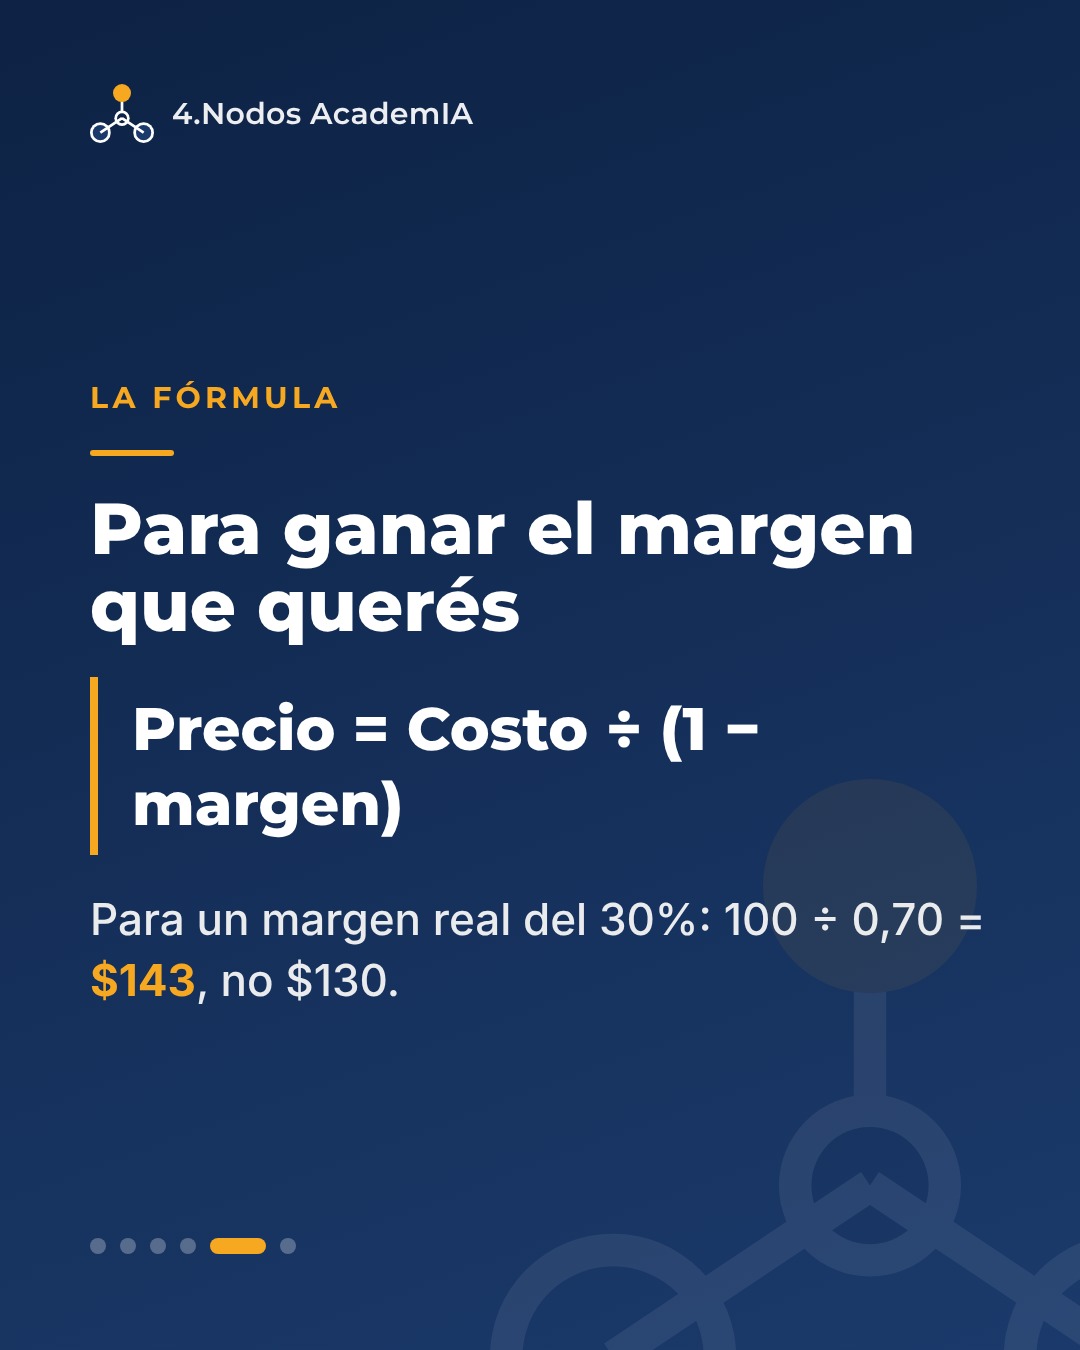 4.Nodos AcademIA
LA FÓRMULA
Para ganar el margen
que querés
Precio = Costo ÷ (1 −
margen)
Para un margen real del 30%: 100 ÷ 0,70 =
$143, no $130.